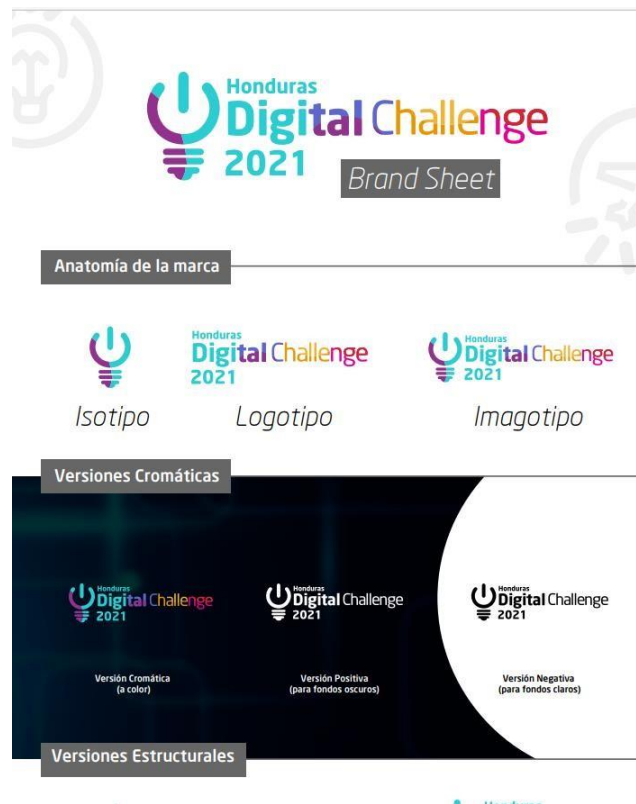 Honduras
Digital Challenge
2021
Brand Sheet
Anatomía de la marca
Honduras
Digital Challenge
2021
Honduras
Digital Challenge
2021
Isotipo
Logotipo
Imagotipo
Versiones Cromáticas
Honduras
Digital Challenge
2021
Honduras
Digital Challenge
2021
Honduras
Digital Challenge
2021
Versión Cromática
(a color)
Versión Positiva
(para fondos oscuros)
Versión Negativa
(para fondos claros)
Versiones Estructurales
Honduras